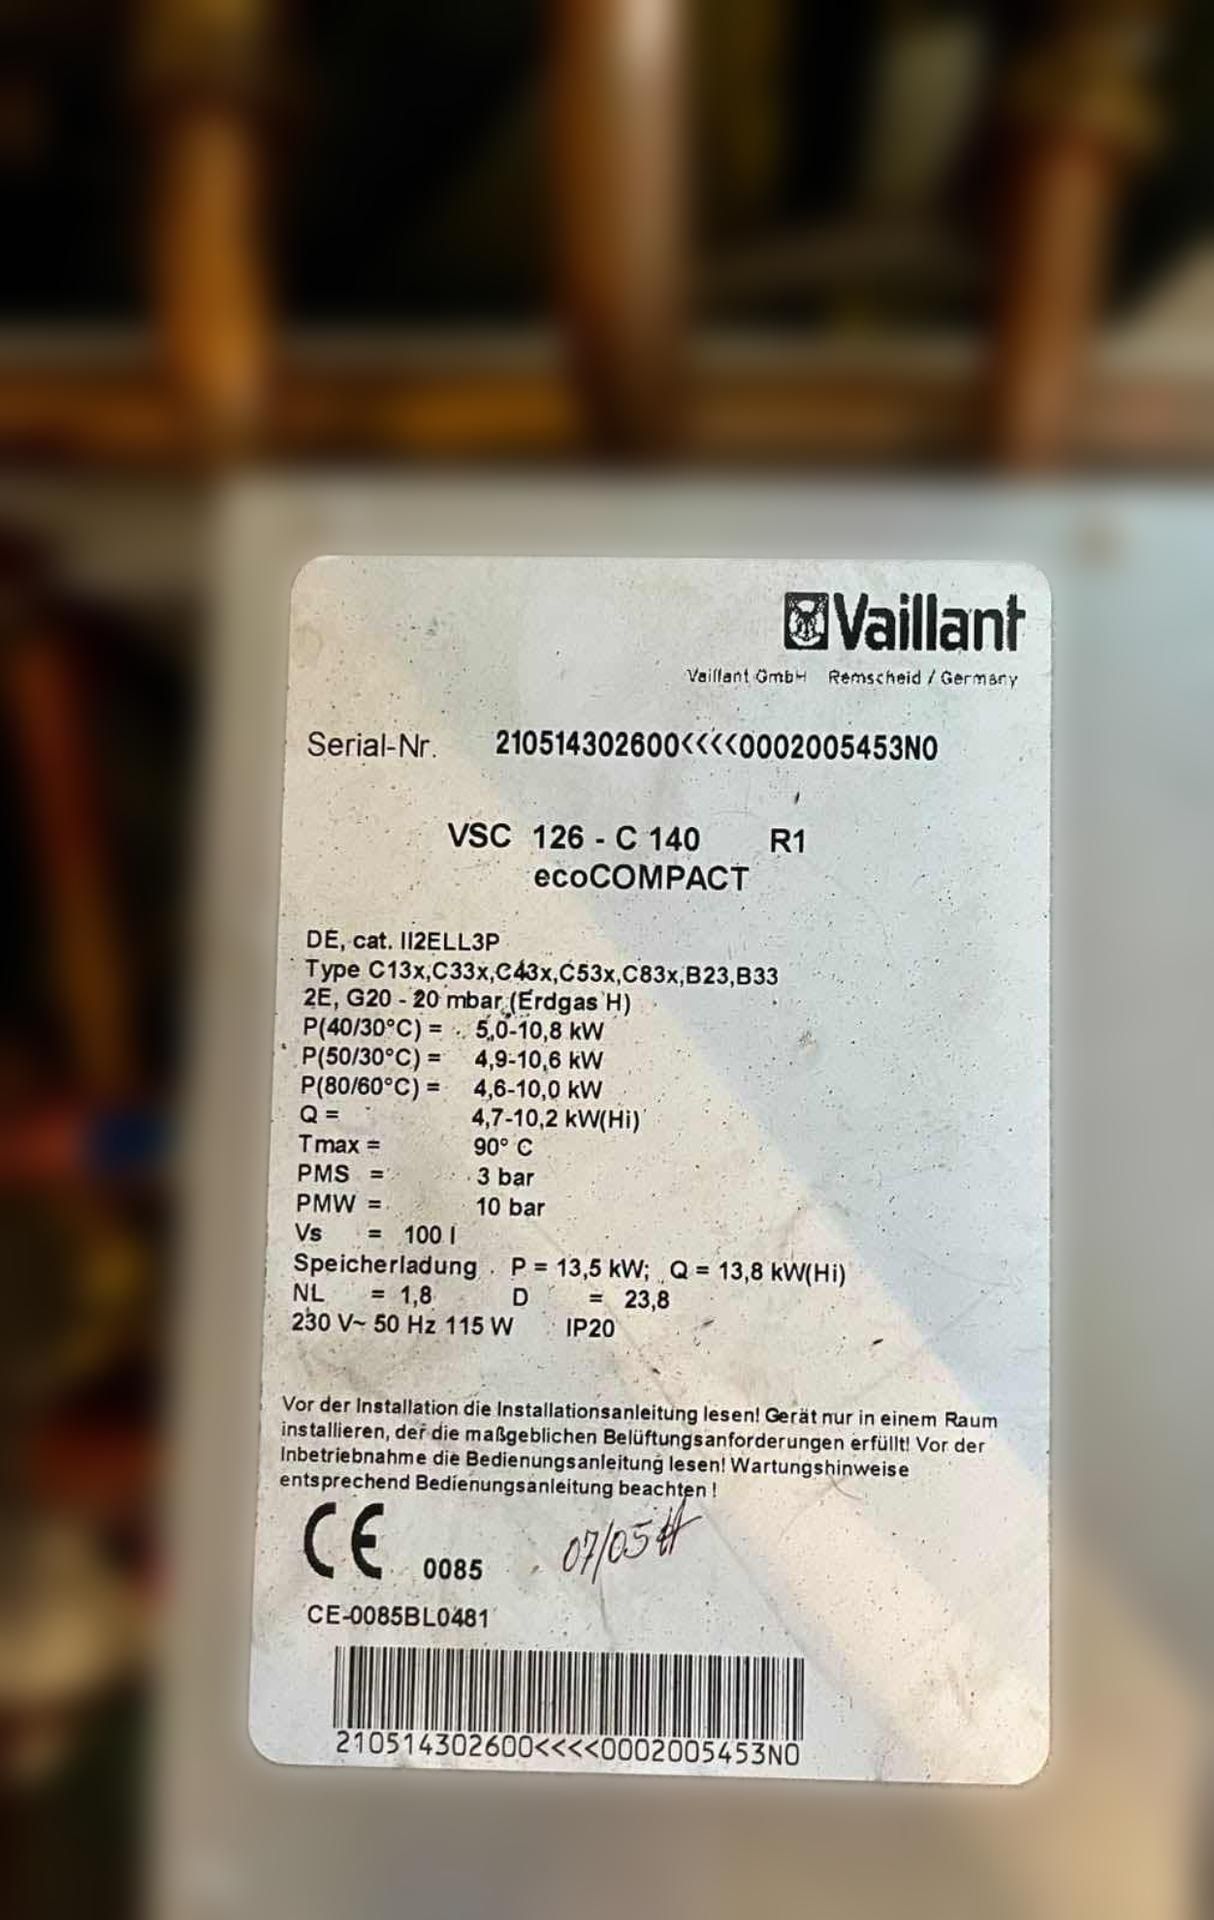 Vaillant
Vaillant GmbH Remscheid / Germany
Serial-Nr. 210514302600<<<<0002005453N0
VSC 126 - C 140 R1
ecoCOMPACT
DE, cat. II2ELL3P
Type C13x,C33x,C43x,C53x,C83x,B23,B33
2E, G20 - 20 mbar (Erdgas H)
P(40/30°C) = 5,0-10,8 kW
P(50/30°C) = 4,9-10,6 kW
P(80/60°C) = 4,6-10,0 kW
Q = 4,7-10,2 kW(Hi)
Tmax = 90° C
PMS = 3 bar
PMW = 10 bar
Vs = 100 l
Speicherladung P = 13,5 kW; Q = 13,8 kW(Hi)
NL = 1,8 D = 23,8
230 V~ 50 Hz 115 W IP20
Vor der Installation die Installationsanleitung lesen! Gerät nur in einem Raum
installieren, der die maßgeblichen Belüftungsanforderungen erfüllt! Vor der
Inbetriebnahme die Bedienungsanleitung lesen! Wartungshinweise
entsprechend Bedienungsanleitung beachten !
CE 0085 07/05
CE-0085BL0481
210514302600<<<<0002005453N0